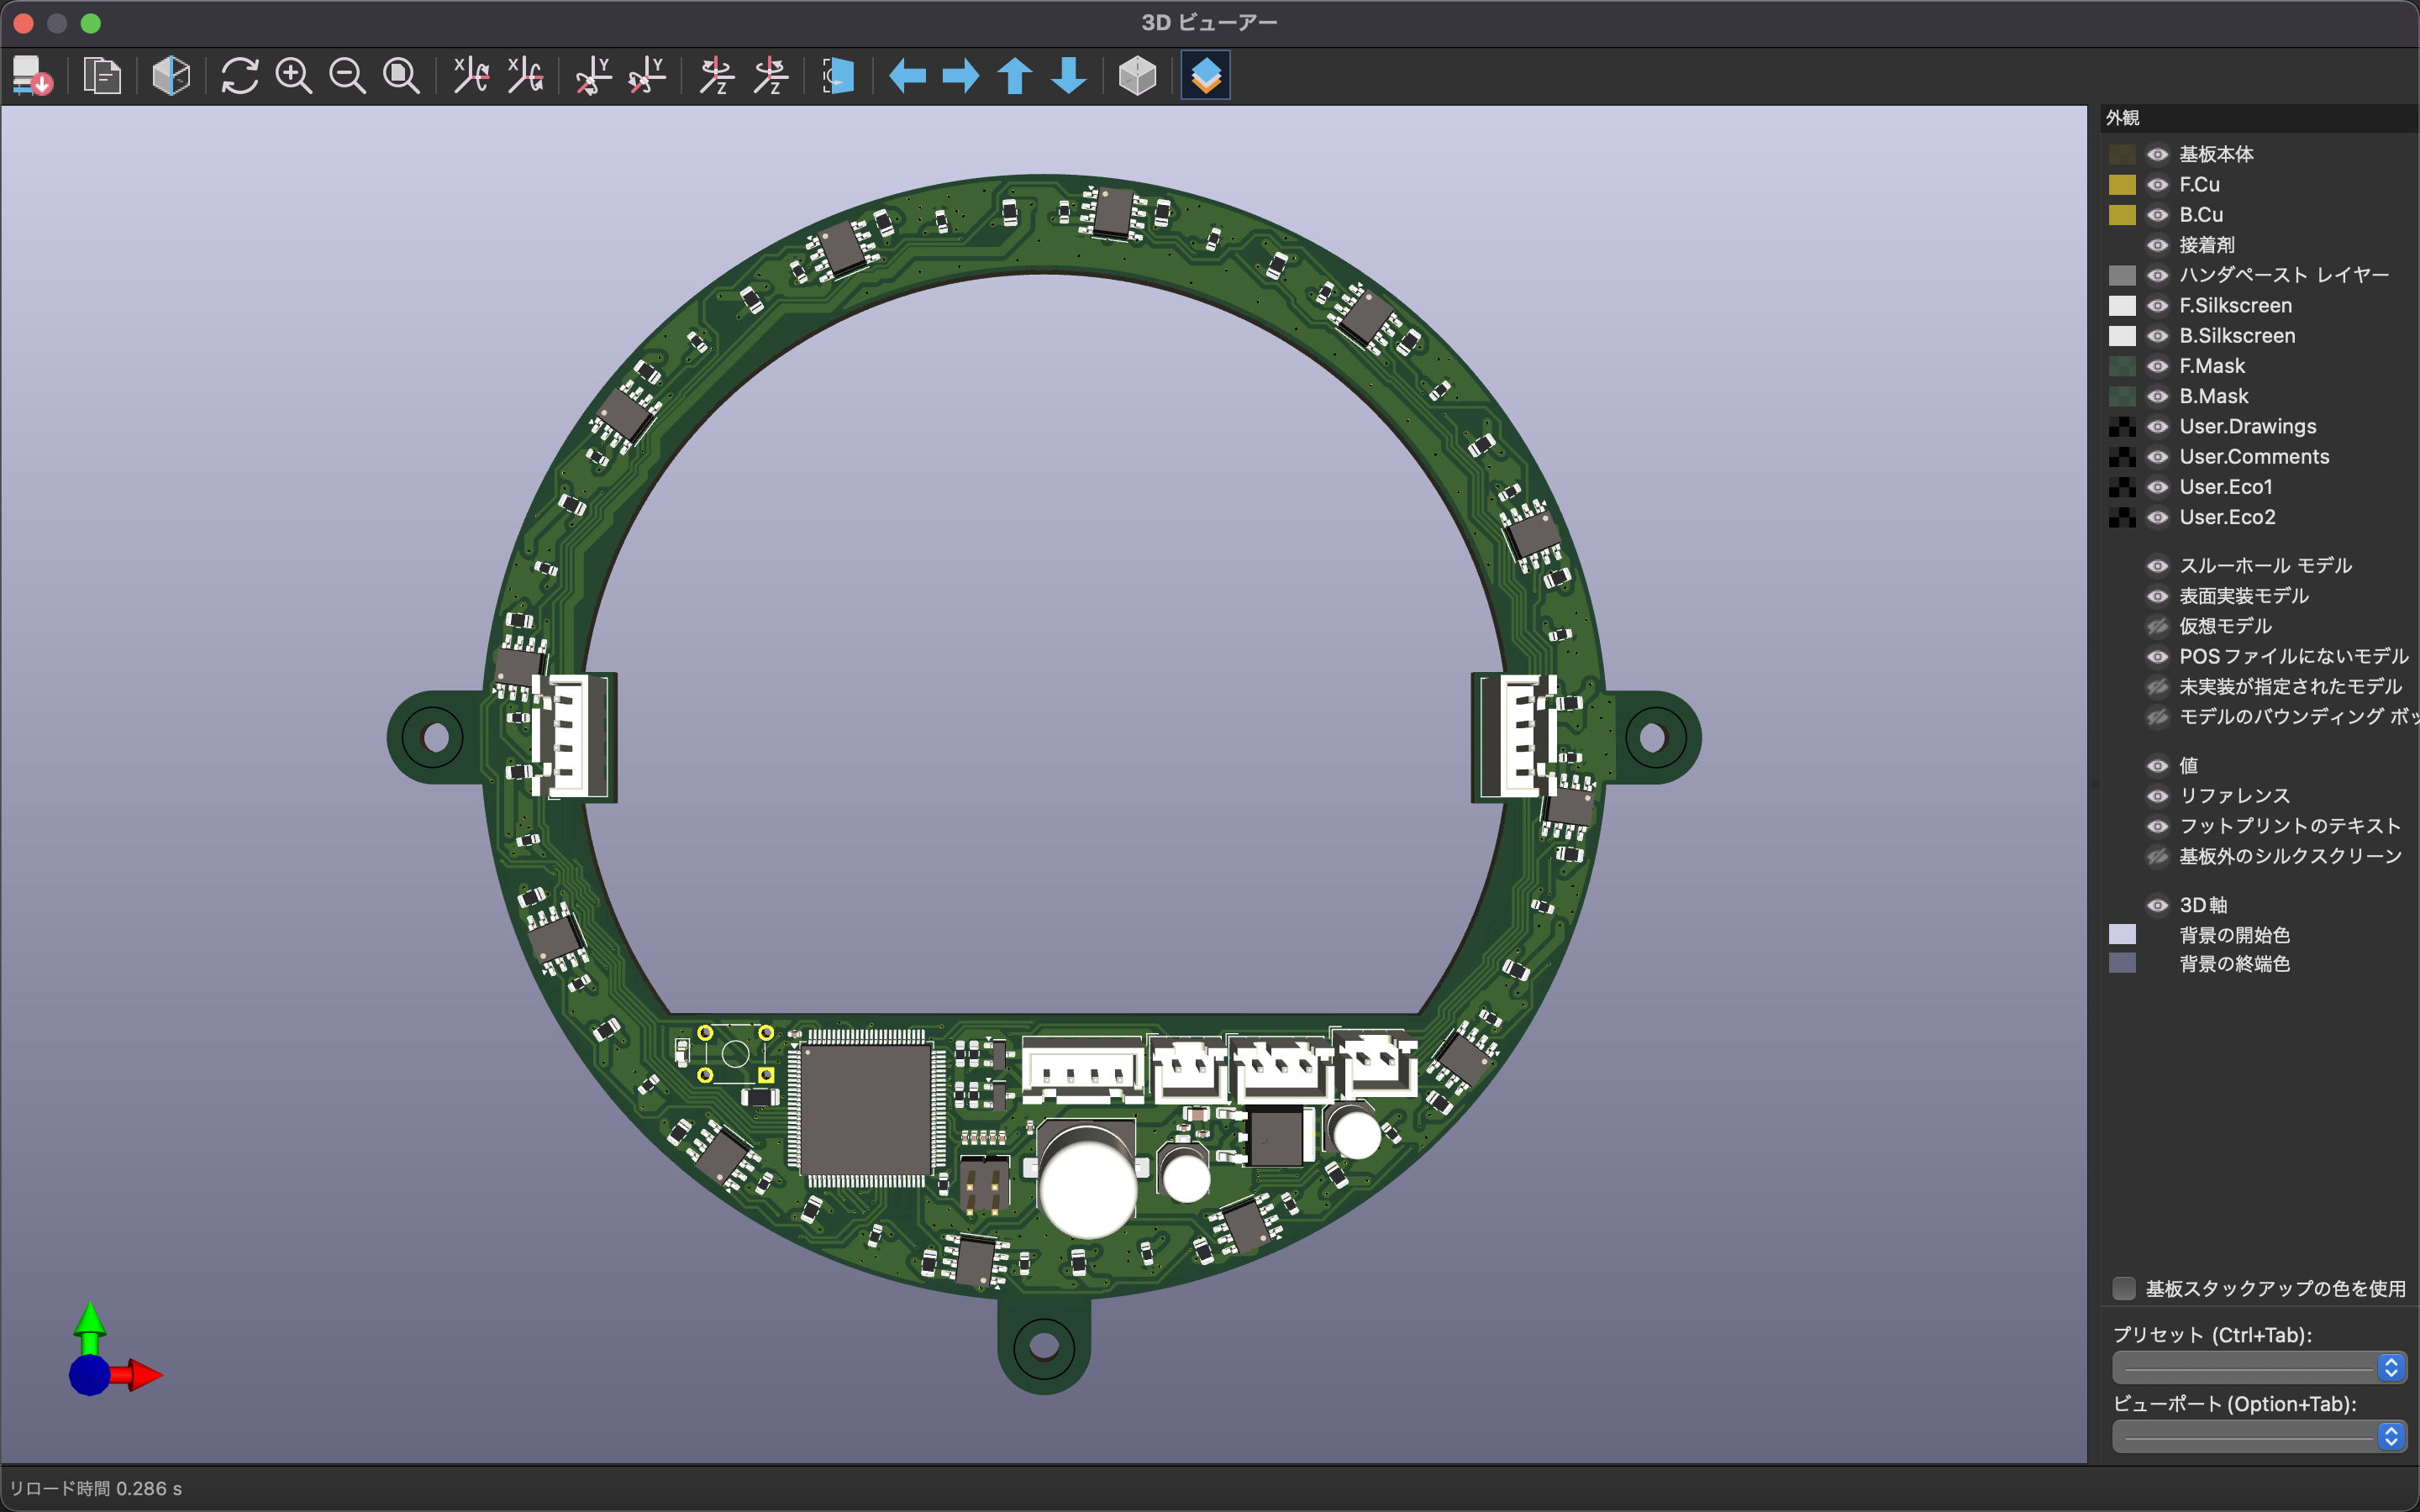 3D ビューアー
X
X
Y
Y
Z
Z
外観
基板本体
F.Cu
B.Cu
接着剤
ハンダペースト レイヤー
F.Silkscreen
B.Silkscreen
F.Mask
B.Mask
User.Drawings
User.Comments
User.Eco1
User.Eco2
スルーホール モデル
表面実装モデル
仮想モデル
POSファイルにないモデル
未実装が指定されたモデル
モデルのバウンディング ボッ
値
リファレンス
フットプリントのテキスト
基板外のシルクスクリーン
3D軸
背景の開始色
背景の終端色
基板スタックアップの色を使用
プリセット (Ctrl+Tab):
ビューポート (Option+Tab):
リロード時間 0.286 s